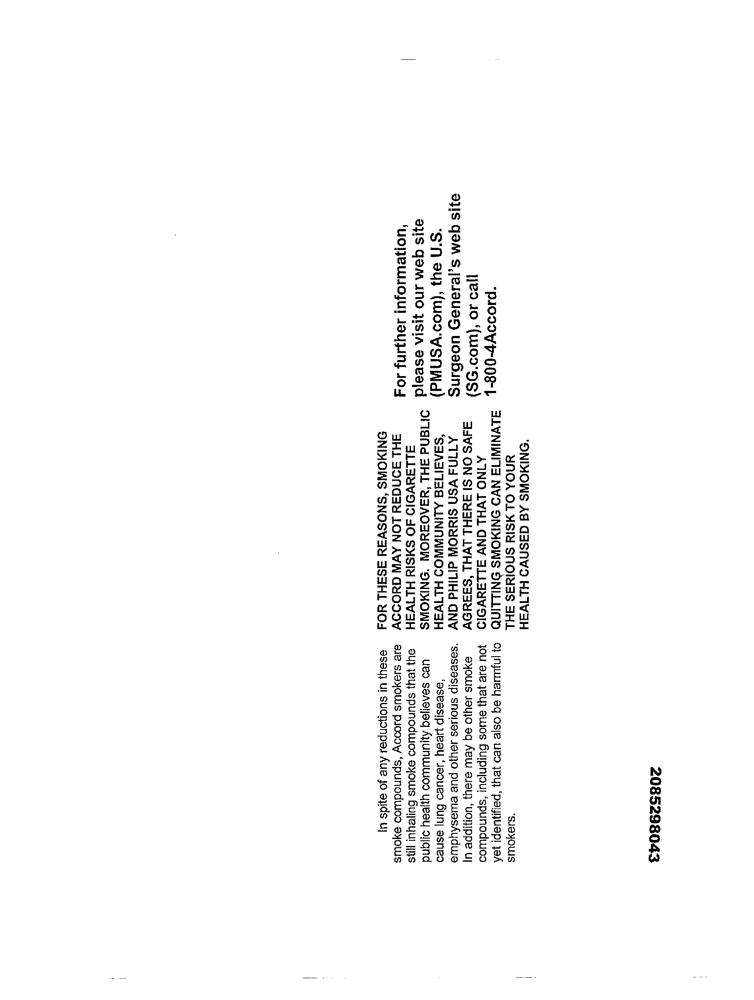 In spite of any reductions in these
smoke compounds, Accord smokers are
still inhaling smoke compounds that the
public health community believes can
cause lung cancer, heart disease,
emphysema and other serious diseases.
In addition, there may be other smoke
compounds, including some that are not
yet identified, that can also be harmful to
smokers.
FOR THESE REASONS, SMOKING
ACCORD MAY NOT REDUCE THE
HEALTH RISKS OF CIGARETTE
SMOKING. MOREOVER, THE PUBLIC
HEALTH COMMUNITY BELIEVES,
AND PHILIP MORRIS USA FULLY
AGREES, THAT THERE IS NO SAFE
CIGARETTE AND THAT ONLY
QUITTING SMOKING CAN ELIMINATE
THE SERIOUS RISK TO YOUR
HEALTH CAUSED BY SMOKING.
For further information,
please visit our web site
(PMUSA.com), the U.S.
Surgeon General's web site
(SG.com), or call
1-800-4Accord.
2085298043